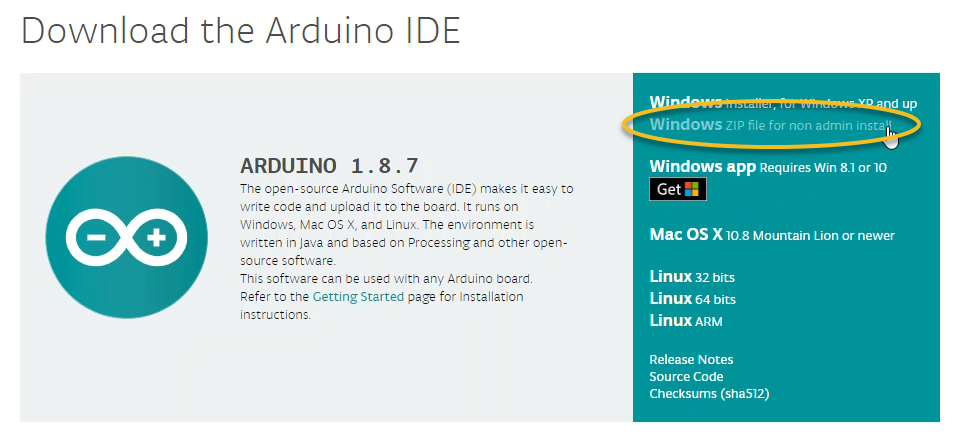 Download the Arduino IDE
ARDUINO 1.8.7
The open-source Arduino Software (IDE) makes it easy to
write code and upload it to the board. It runs on
Windows, Mac OS X, and Linux. The environment is
written in Java and based on Processing and other open-
source software.
This software can be used with any Arduino board.
Refer to the Getting Started page for Installation
instructions.
Windows Installer, for Windows XP and up
Windows ZIP file for non admin install
Windows app Requires Win 8.1 or 10
Get
Mac OS X 10.8 Mountain Lion or newer
Linux 32 bits
Linux 64 bits
Linux ARM
Release Notes
Source Code
Checksums (sha512)